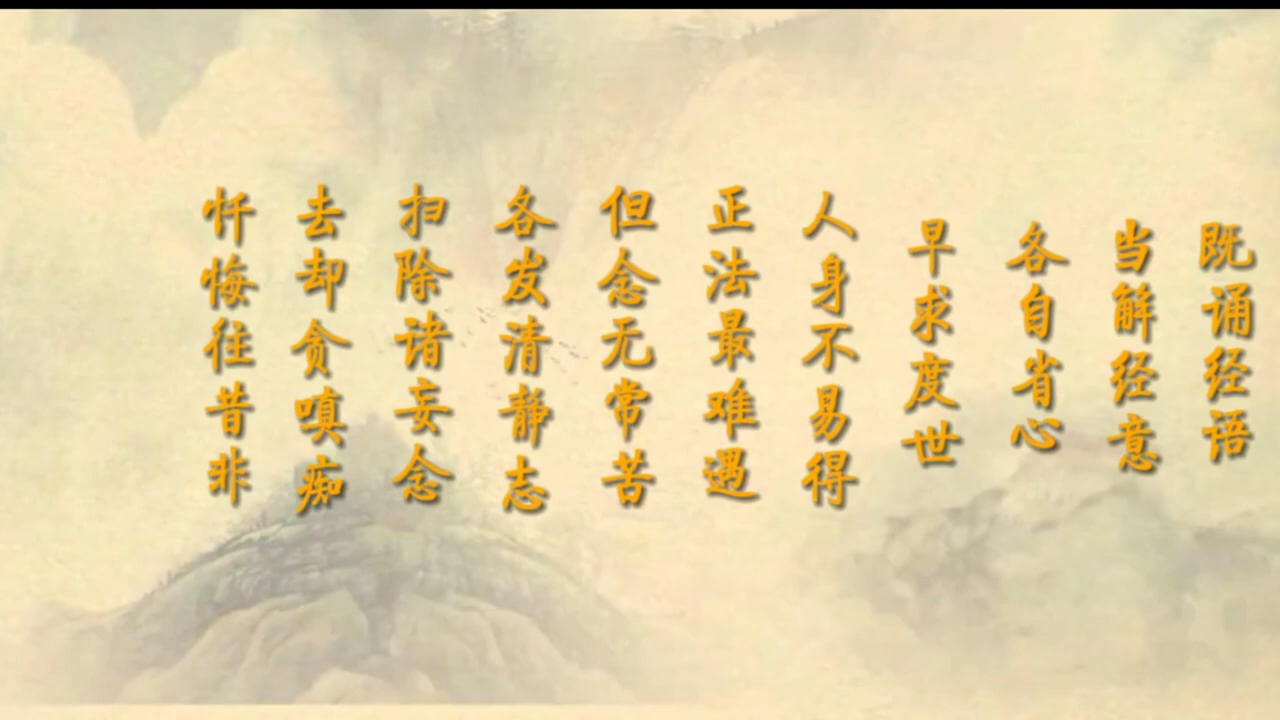 既诵经语
当解经意
各自省心
早求度世
人身不易得
正法最难遇
但念无常苦
各发清静志
扫除诸妄念
去却贪嗔痴
忏悔往昔非